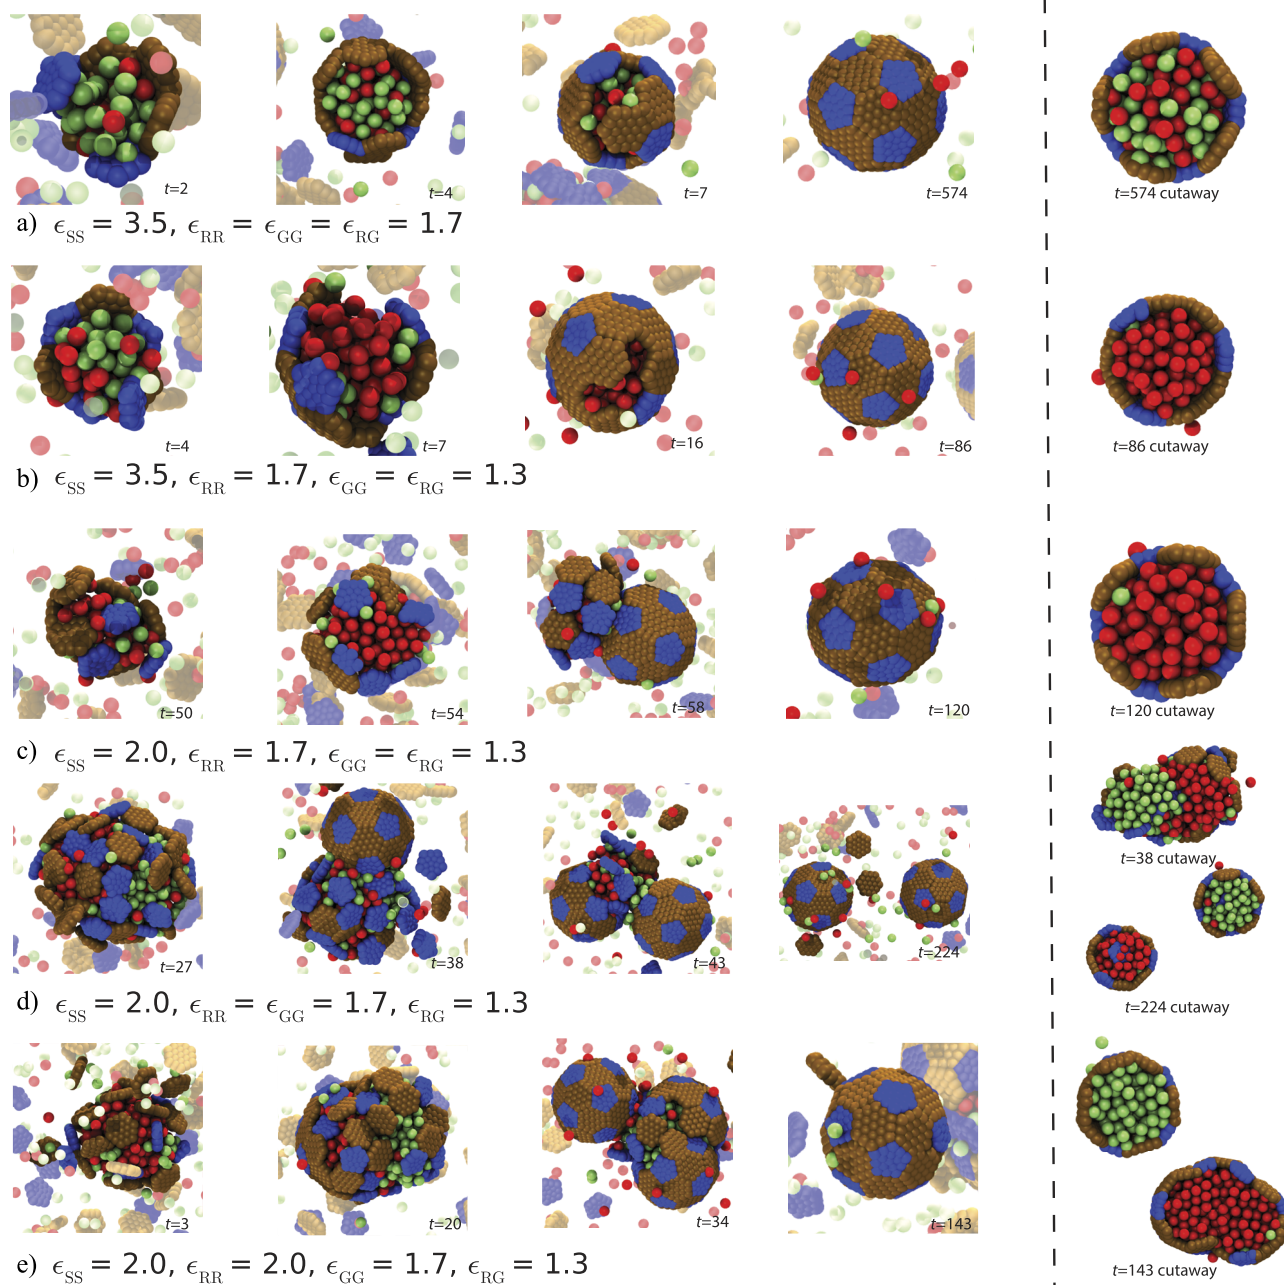 t=2
t=4
t=7
t=574
t=574 cutaway
a) ϵSS = 3.5, ϵRR = ϵGG = ϵRG = 1.7
t=4
t=7
t=16
t=86
t=86 cutaway
b) ϵSS = 3.5, ϵRR = 1.7, ϵGG = ϵRG = 1.3
t=50
t=54
t=58
t=120
t=120 cutaway
c) ϵSS = 2.0, ϵRR = 1.7, ϵGG = ϵRG = 1.3
t=27
t=38
t=43
t=224
t=38 cutaway
t=224 cutaway
d) ϵSS = 2.0, ϵRR = ϵGG = 1.7, ϵRG = 1.3
t=3
t=20
t=34
t=143
t=143 cutaway
e) ϵSS = 2.0, ϵRR = 2.0, ϵGG = 1.7, ϵRG = 1.3